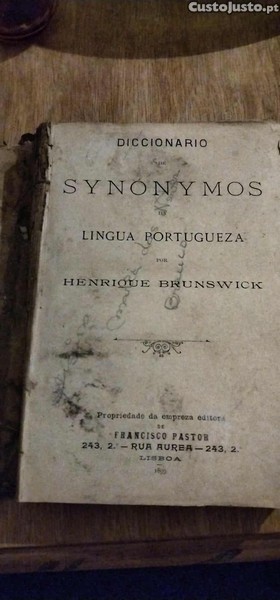 CustoJusto.pt
DICCIONARIO
SYNONYMOS
LINGUA PORTUGUEZA
POR
HENRIQUE BRUNSWICK
Propriedade da empreza editora
DE
FRANCISCO PASTOR
243, 2.º — RUA AUREA — 243, 2.º
LISBOA